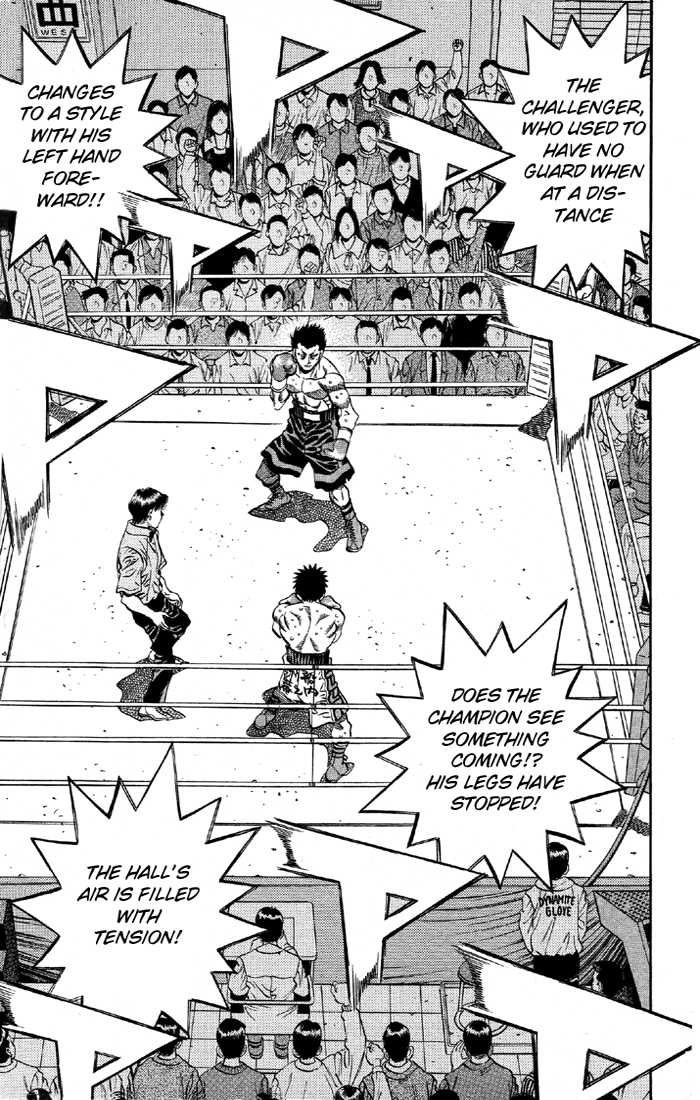 THE
CHALLENGER,
WHO USED TO
HAVE NO
GUARD WHEN
AT A DIS-
TANCE
CHANGES
TO A STYLE
WITH HIS
LEFT HAND
FORE-
WARD!!
西
WEST
DOES THE
CHAMPION SEE
SOMETHING
COMING!?
HIS LEGS HAVE
STOPPED!
THE HALL'S
AIR IS FILLED
WITH
TENSION!
DYNAMITE
GLOVE